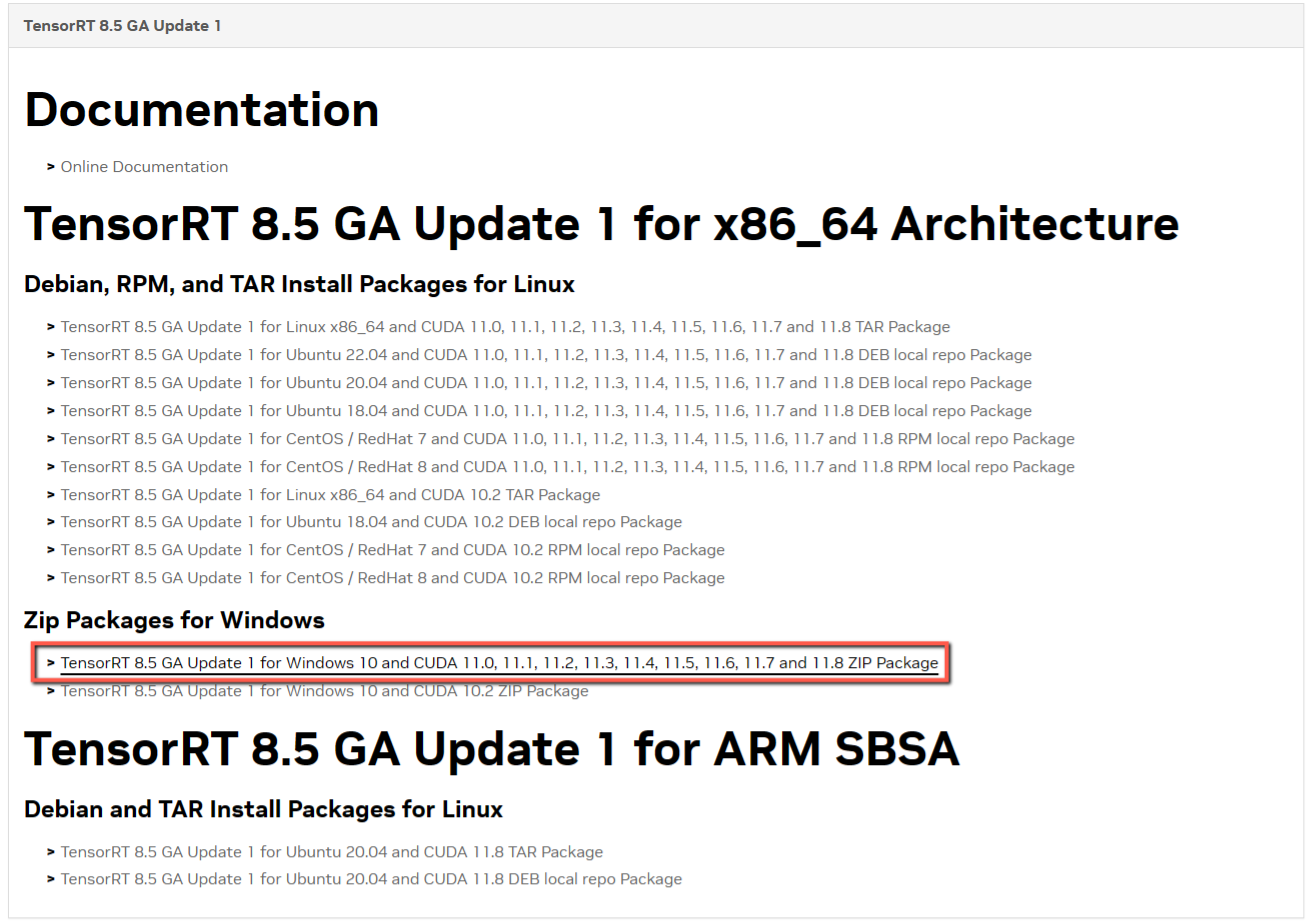 TensorRT 8.5 GA Update 1
Documentation
> Online Documentation
TensorRT 8.5 GA Update 1 for x86_64 Architecture
Debian, RPM, and TAR Install Packages for Linux
> TensorRT 8.5 GA Update 1 for Linux x86_64 and CUDA 11.0, 11.1, 11.2, 11.3, 11.4, 11.5, 11.6, 11.7 and 11.8 TAR Package
> TensorRT 8.5 GA Update 1 for Ubuntu 22.04 and CUDA 11.0, 11.1, 11.2, 11.3, 11.4, 11.5, 11.6, 11.7 and 11.8 DEB local repo Package
> TensorRT 8.5 GA Update 1 for Ubuntu 20.04 and CUDA 11.0, 11.1, 11.2, 11.3, 11.4, 11.5, 11.6, 11.7 and 11.8 DEB local repo Package
> TensorRT 8.5 GA Update 1 for Ubuntu 18.04 and CUDA 11.0, 11.1, 11.2, 11.3, 11.4, 11.5, 11.6, 11.7 and 11.8 DEB local repo Package
> TensorRT 8.5 GA Update 1 for CentOS / RedHat 7 and CUDA 11.0, 11.1, 11.2, 11.3, 11.4, 11.5, 11.6, 11.7 and 11.8 RPM local repo Package
> TensorRT 8.5 GA Update 1 for CentOS / RedHat 8 and CUDA 11.0, 11.1, 11.2, 11.3, 11.4, 11.5, 11.6, 11.7 and 11.8 RPM local repo Package
> TensorRT 8.5 GA Update 1 for Linux x86_64 and CUDA 10.2 TAR Package
> TensorRT 8.5 GA Update 1 for Ubuntu 18.04 and CUDA 10.2 DEB local repo Package
> TensorRT 8.5 GA Update 1 for CentOS / RedHat 7 and CUDA 10.2 RPM local repo Package
> TensorRT 8.5 GA Update 1 for CentOS / RedHat 8 and CUDA 10.2 RPM local repo Package
Zip Packages for Windows
> TensorRT 8.5 GA Update 1 for Windows 10 and CUDA 11.0, 11.1, 11.2, 11.3, 11.4, 11.5, 11.6, 11.7 and 11.8 ZIP Package
> TensorRT 8.5 GA Update 1 for Windows 10 and CUDA 10.2 ZIP Package
TensorRT 8.5 GA Update 1 for ARM SBSA
Debian and TAR Install Packages for Linux
> TensorRT 8.5 GA Update 1 for Ubuntu 20.04 and CUDA 11.8 TAR Package
> TensorRT 8.5 GA Update 1 for Ubuntu 20.04 and CUDA 11.8 DEB local repo Package